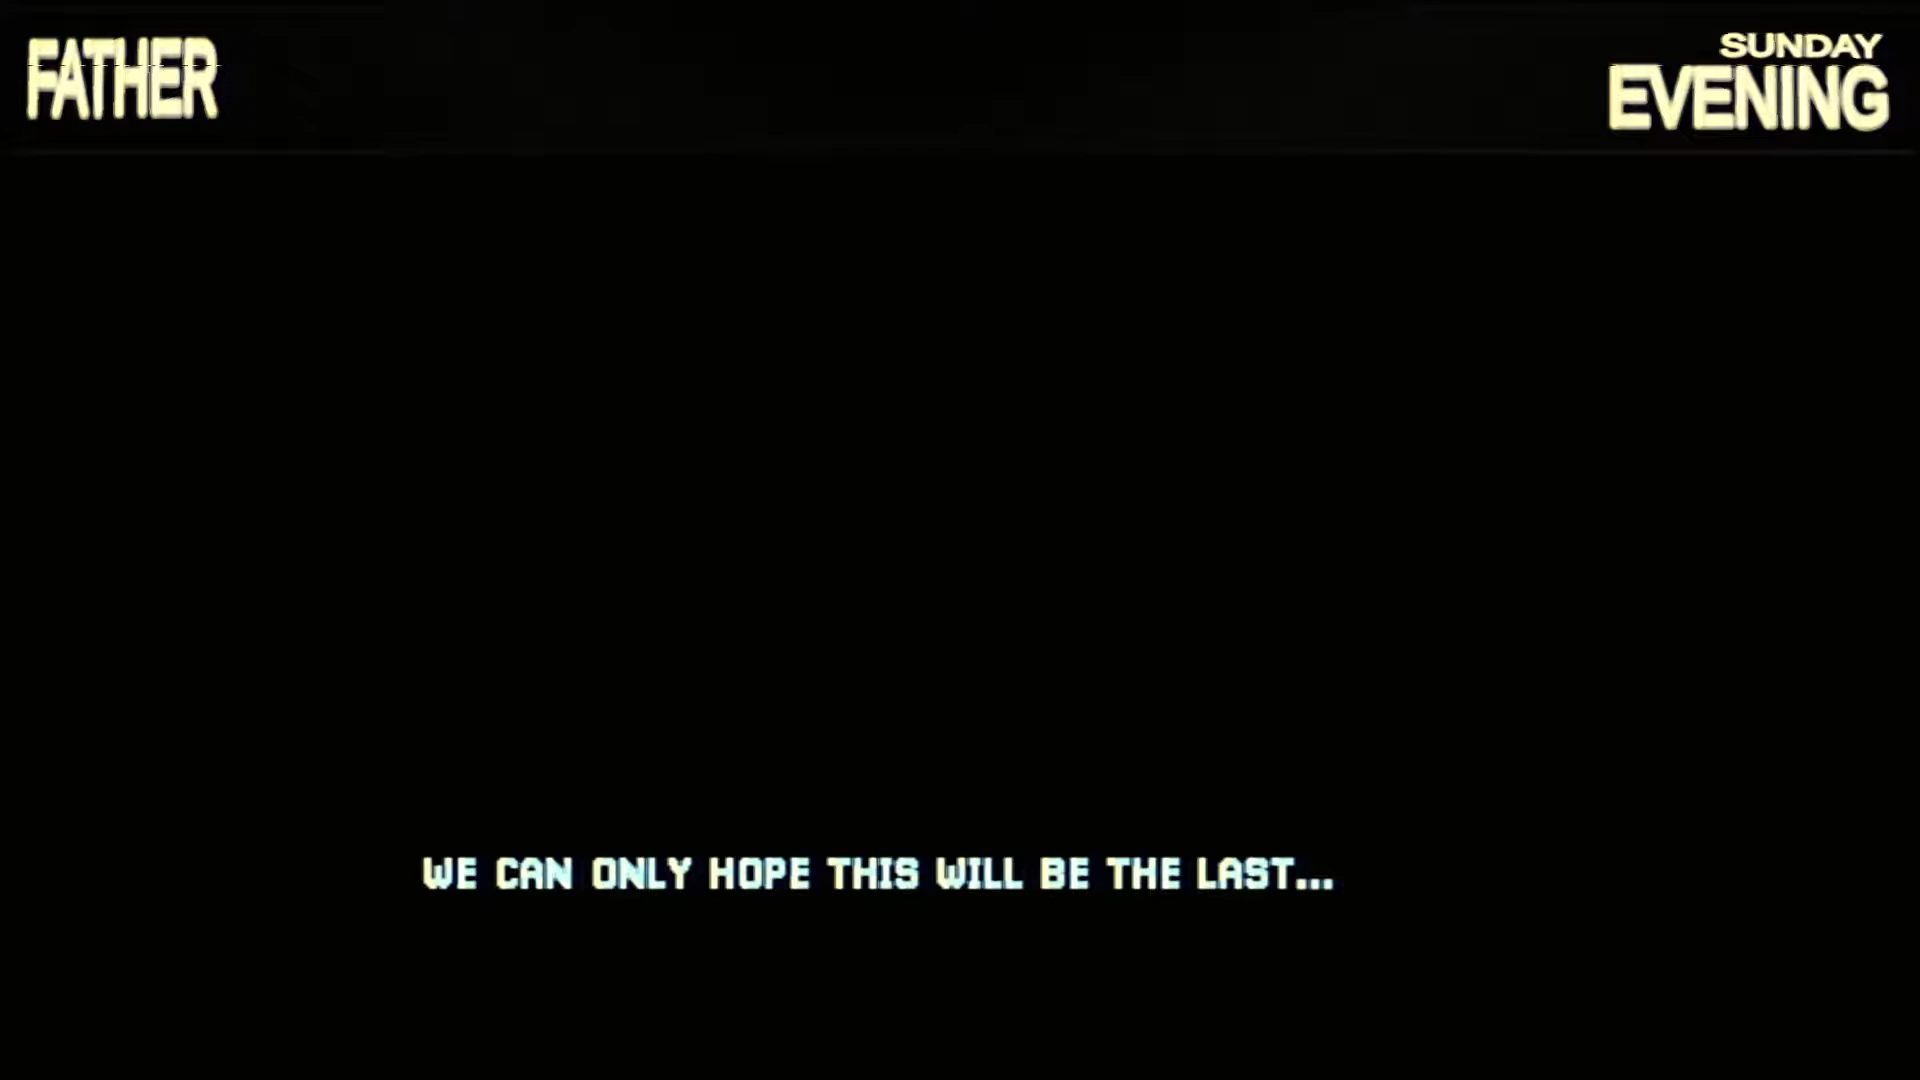 FATHER
SUNDAY
EVENING
WE CAN ONLY HOPE THIS WILL BE THE LAST...